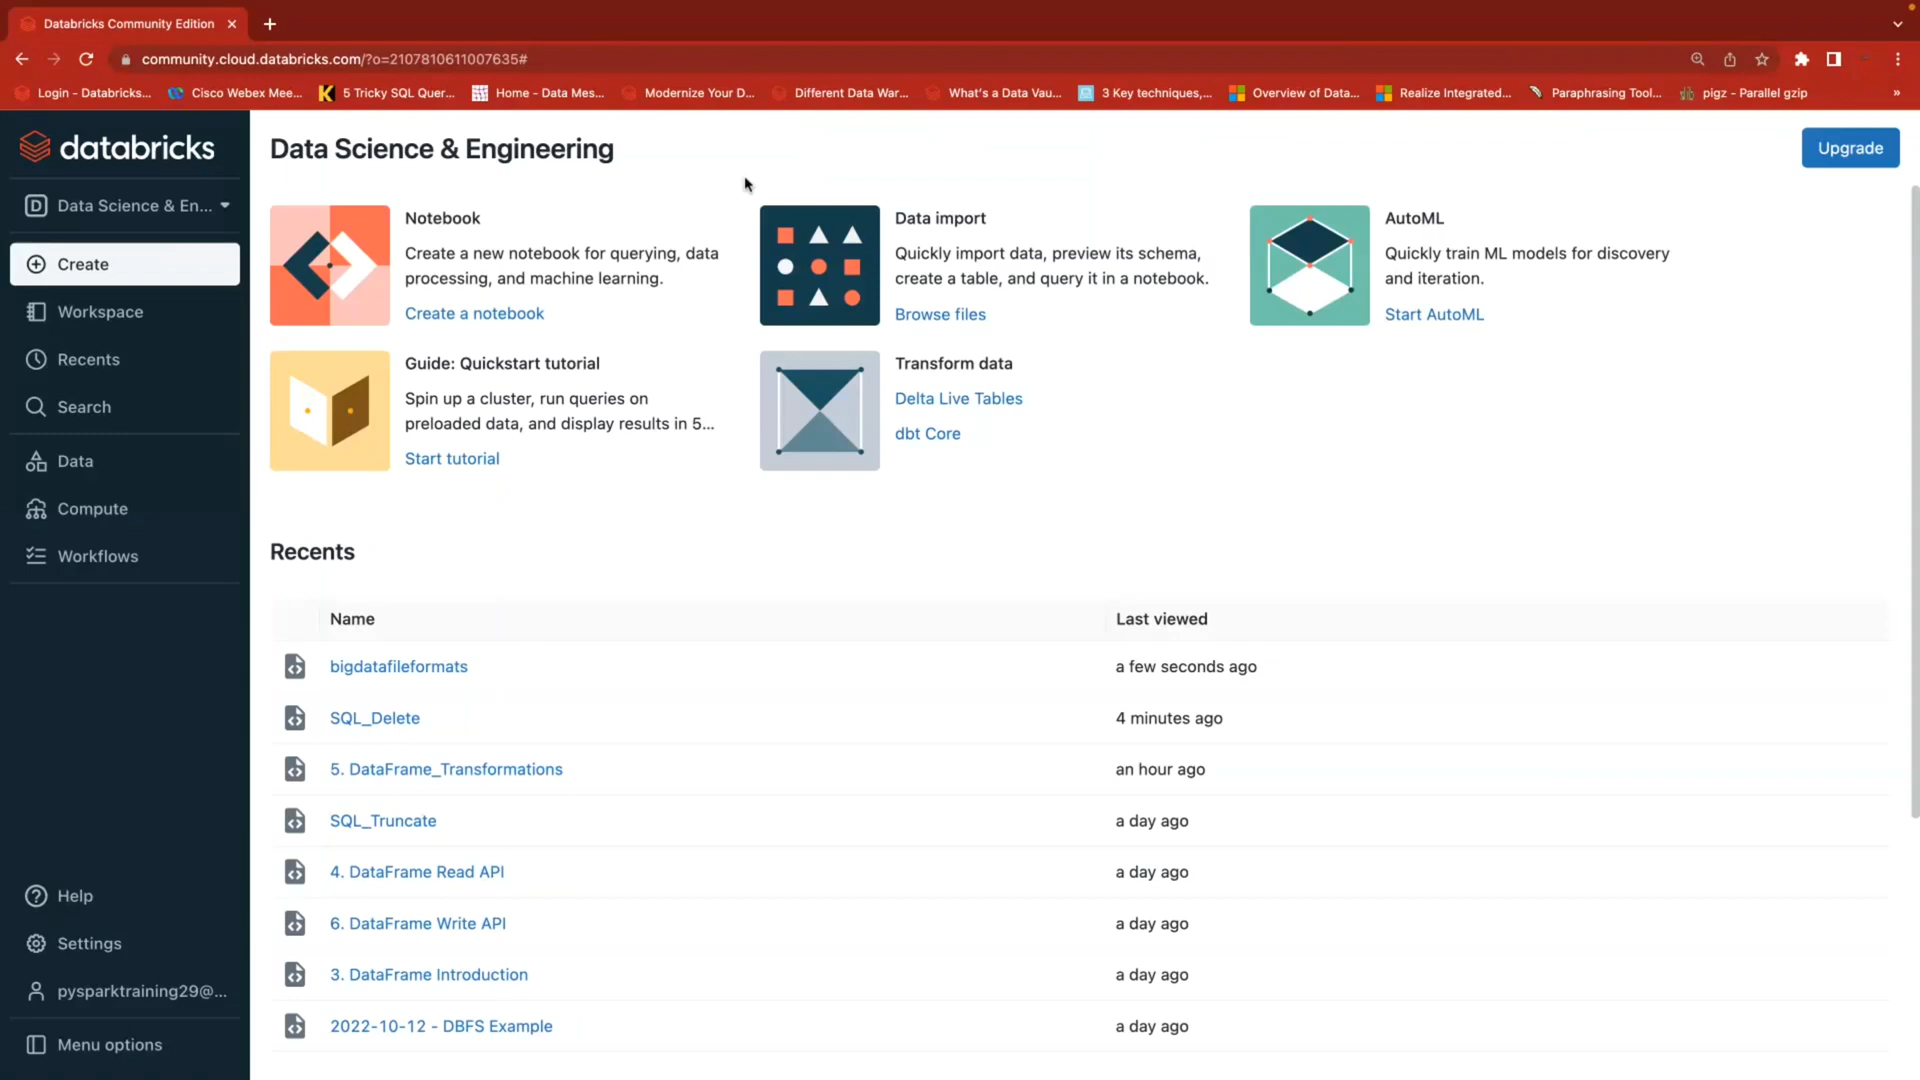 Databricks Community Edition
community.cloud.databricks.com/?o=2107810611007635#
Login - Databricks...
Cisco Webex Mee...
5 Tricky SQL Quer...
Home - Data Mes...
Modernize Your D...
Different Data War...
What's a Data Vau...
3 Key techniques,...
Overview of Data...
Realize Integrated...
Paraphrasing Tool...
pigz - Parallel gzip
»
databricks
D
Data Science & En...
Create
Workspace
Recents
Search
Data
Compute
Workflows
Help
Settings
pysparktraining29@...
Menu options
Data Science & Engineering
Upgrade
Notebook
Create a new notebook for querying, data
processing, and machine learning.
Create a notebook
Data import
Quickly import data, preview its schema,
create a table, and query it in a notebook.
Browse files
AutoML
Quickly train ML models for discovery
and iteration.
Start AutoML
Guide: Quickstart tutorial
Spin up a cluster, run queries on
preloaded data, and display results in 5...
Start tutorial
Transform data
Delta Live Tables
dbt Core
Recents
Name Last viewed
bigdatafileformats a few seconds ago
SQL_Delete 4 minutes ago
5. DataFrame_Transformations an hour ago
SQL_Truncate a day ago
4. DataFrame Read API a day ago
6. DataFrame Write API a day ago
3. DataFrame Introduction a day ago
2022-10-12 - DBFS Example a day ago